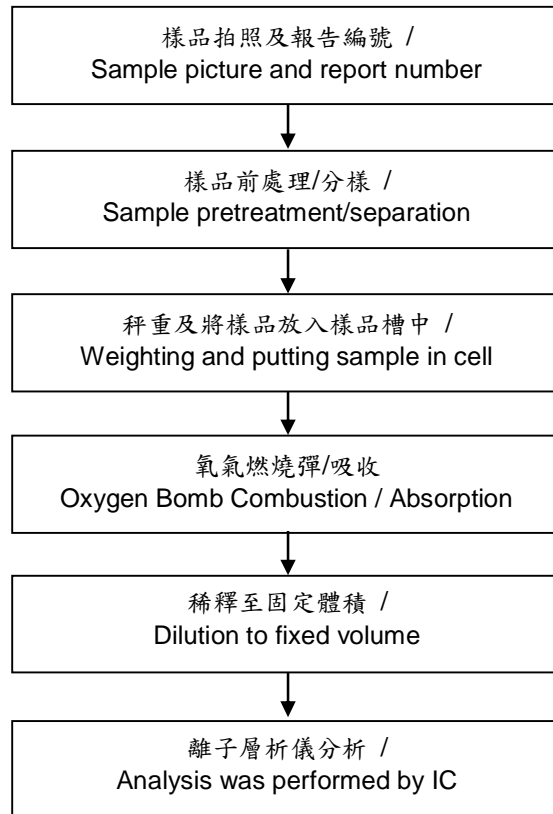 樣品拍照及報告編號 /
Sample picture and report number
樣品前處理/分樣 /
Sample pretreatment/separation
秤重及將樣品放入樣品槽中 /
Weighting and putting sample in cell
氧氣燃燒彈/吸收
Oxygen Bomb Combustion / Absorption
稀釋至固定體積 /
Dilution to fixed volume
離子層析儀分析 /
Analysis was performed by IC